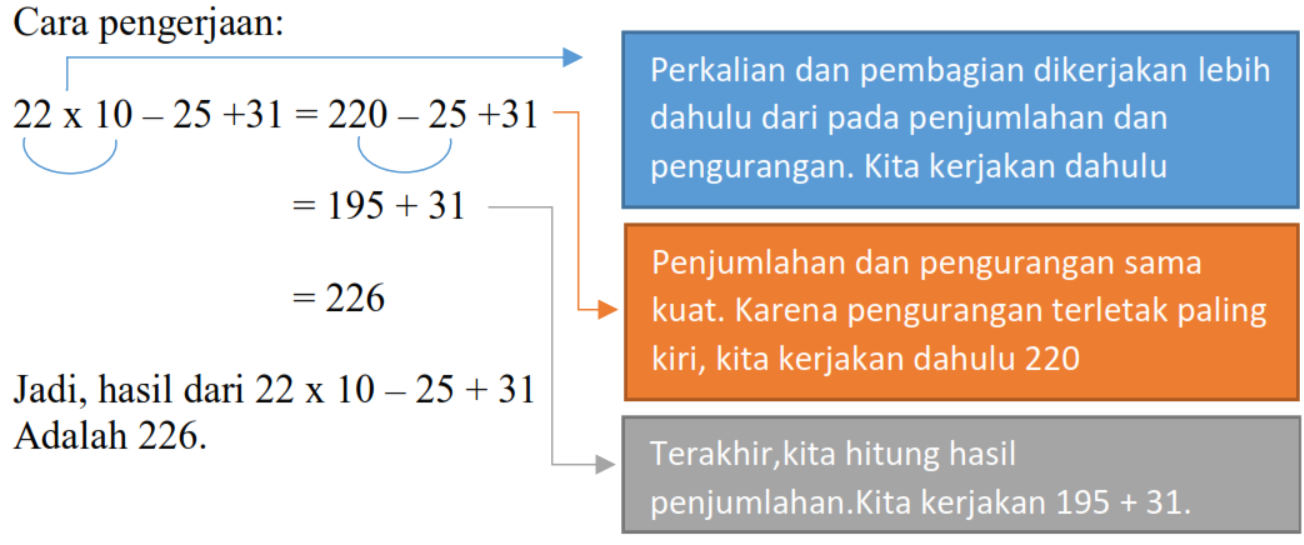 Cara pengerjaan:
22 x 10 – 25 +31 = 220 – 25 +31
= 195 + 31
= 226
Jadi, hasil dari 22 x 10 – 25 + 31
Adalah 226.
Perkalian dan pembagian dikerjakan lebih
dahulu dari pada penjumlahan dan
pengurangan. Kita kerjakan dahulu
Penjumlahan dan pengurangan sama
kuat. Karena pengurangan terletak paling
kiri, kita kerjakan dahulu 220
Terakhir,kita hitung hasil
penjumlahan.Kita kerjakan 195 + 31.